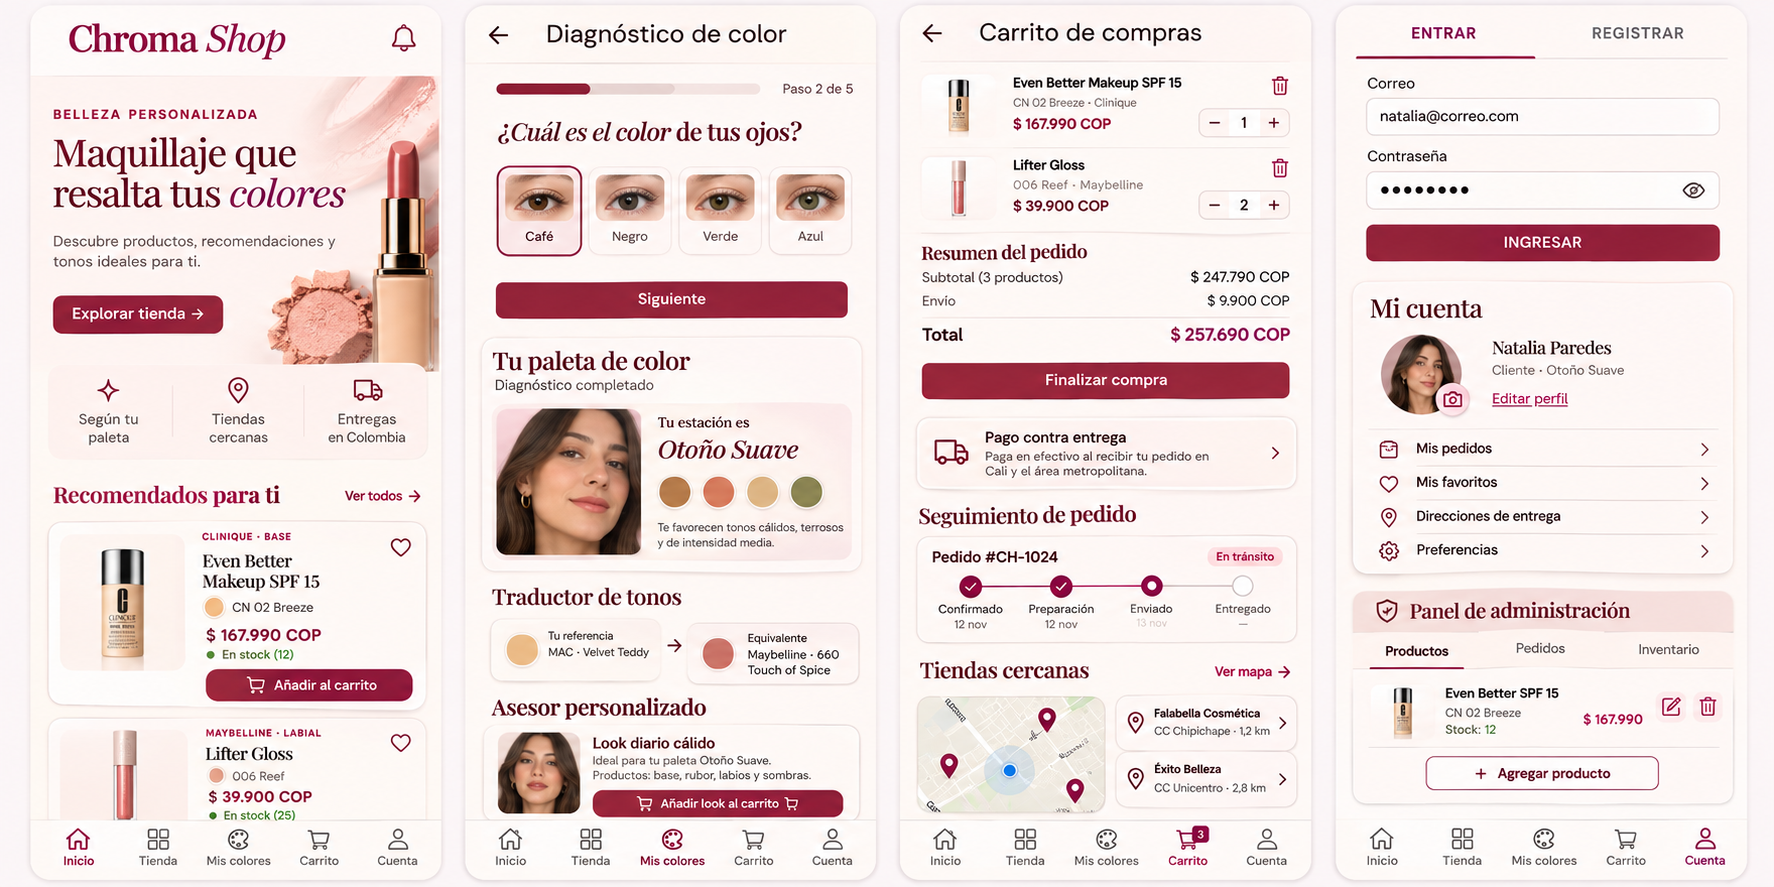 Chroma Shop
BELLEZA PERSONALIZADA
Maquillaje que
resalta tus colores
Descubre productos, recomendaciones y
tonos ideales para ti.
Explorar tienda →
Según tu
paleta
Tiendas
cercanas
Entregas
en Colombia
Recomendados para ti
Ver todos →
CLINIQUE • BASE
Even Better
Makeup SPF 15
CN 02 Breeze
$ 167.990 COP
En stock (12)
Añadir al carrito
MAYBELLINE • LABIAL
Lifter Gloss
006 Reef
$ 39.900 COP
En stock (25)
Inicio
Tienda
Mis colores
Carrito
Cuenta
Diagnóstico de color
Paso 2 de 5
¿Cuál es el color de tus ojos?
Café
Negro
Verde
Azul
Siguiente
Tu paleta de color
Diagnóstico completado
Tu estación es
Otoño Suave
Te favorecen tonos cálidos, terrosos
y de intensidad media.
Traductor de tonos
Tu referencia
MAC • Velvet Teddy
→
Equivalente
Maybelline • 660
Touch of Spice
Asesor personalizado
Look diario cálido
Ideal para tu paleta Otoño Suave.
Productos: base, rubor, labios y sombras.
Añadir look al carrito
Inicio
Tienda
Mis colores
Carrito
Cuenta
Carrito de compras
Even Better Makeup SPF 15
CN 02 Breeze • Clinique
$ 167.990 COP
− 1 +
Lifter Gloss
006 Reef • Maybelline
$ 39.900 COP
− 2 +
Resumen del pedido
Subtotal (3 productos)
$ 247.790 COP
Envío
$ 9.900 COP
Total
$ 257.690 COP
Finalizar compra
Pago contra entrega
Paga en efectivo al recibir tu pedido en
Cali y el área metropolitana.
Seguimiento de pedido
Pedido #CH-1024
En tránsito
Confirmado
12 nov
Preparación
12 nov
Enviado
13 nov
Entregado
—
Tiendas cercanas
Ver mapa →
Falabella Cosmética
CC Chipichape • 1,2 km
Éxito Belleza
CC Unicentro • 2,8 km
Inicio
Tienda
Mis colores
3
Carrito
Cuenta
ENTRAR
REGISTRAR
Correo
natalia@correo.com
Contraseña
••••••••
INGRESAR
Mi cuenta
Natalia Paredes
Cliente • Otoño Suave
Editar perfil
Mis pedidos
Mis favoritos
Direcciones de entrega
Preferencias
Panel de administración
Productos
Pedidos
Inventario
Even Better SPF 15
CN 02 Breeze
Stock: 12
$ 167.990
+ Agregar producto
Inicio
Tienda
Mis colores
Carrito
Cuenta